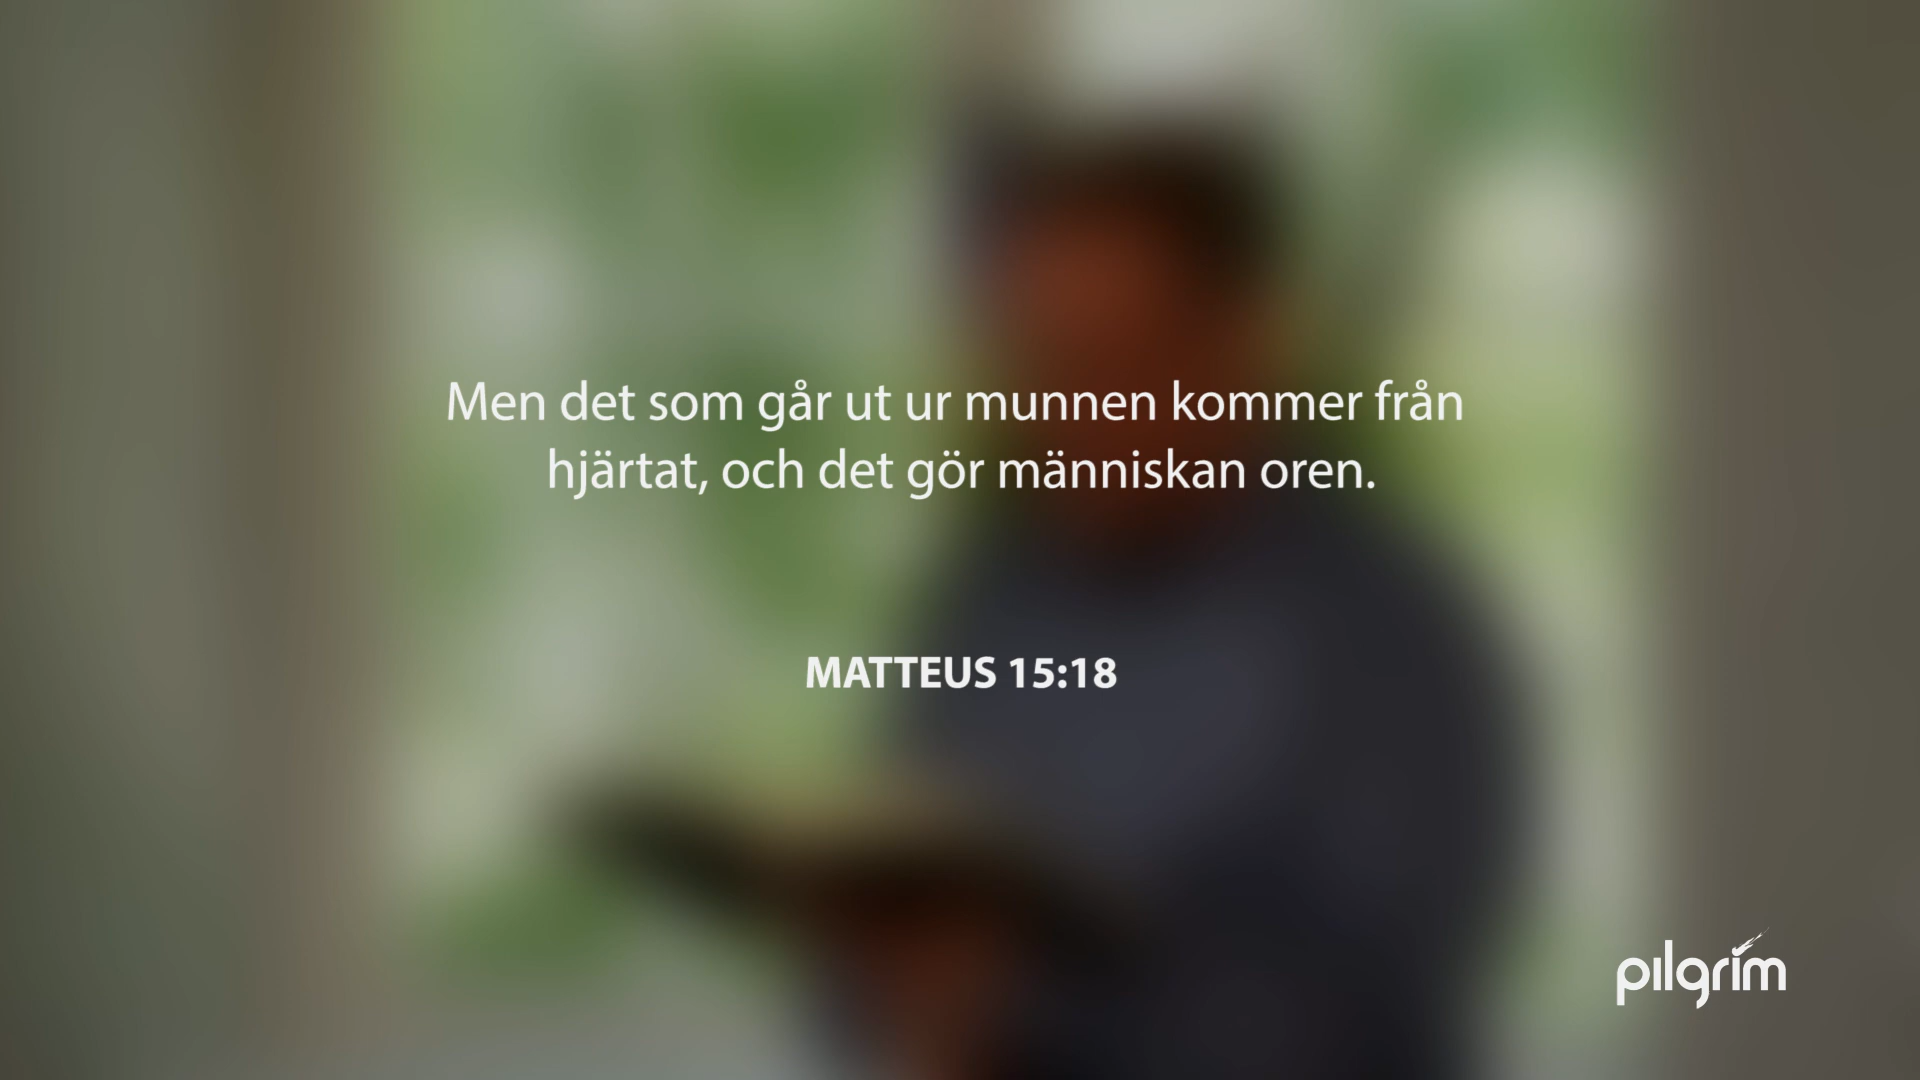 Men det som går ut ur munnen kommer från
hjärtat, och det gör människan oren.
MATTEUS 15:18
pilgrim